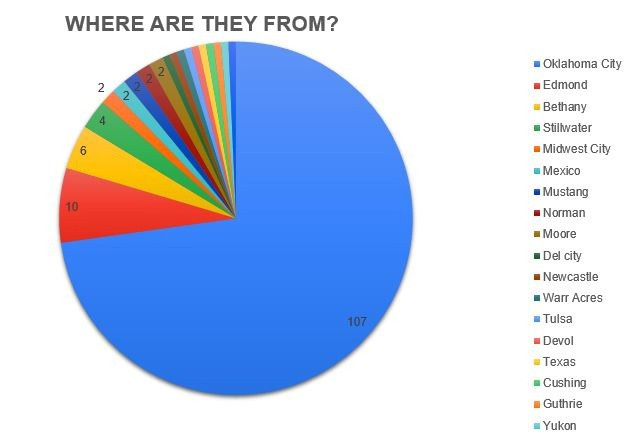 WHERE ARE THEY FROM?
2
2
2
2
2
4
6
10
107
Oklahoma City
Edmond
Bethany
Stillwater
Midwest City
Mexico
Mustang
Norman
Moore
Del city
Newcastle
Warr Acres
Tulsa
Devol
Texas
Cushing
Guthrie
Yukon